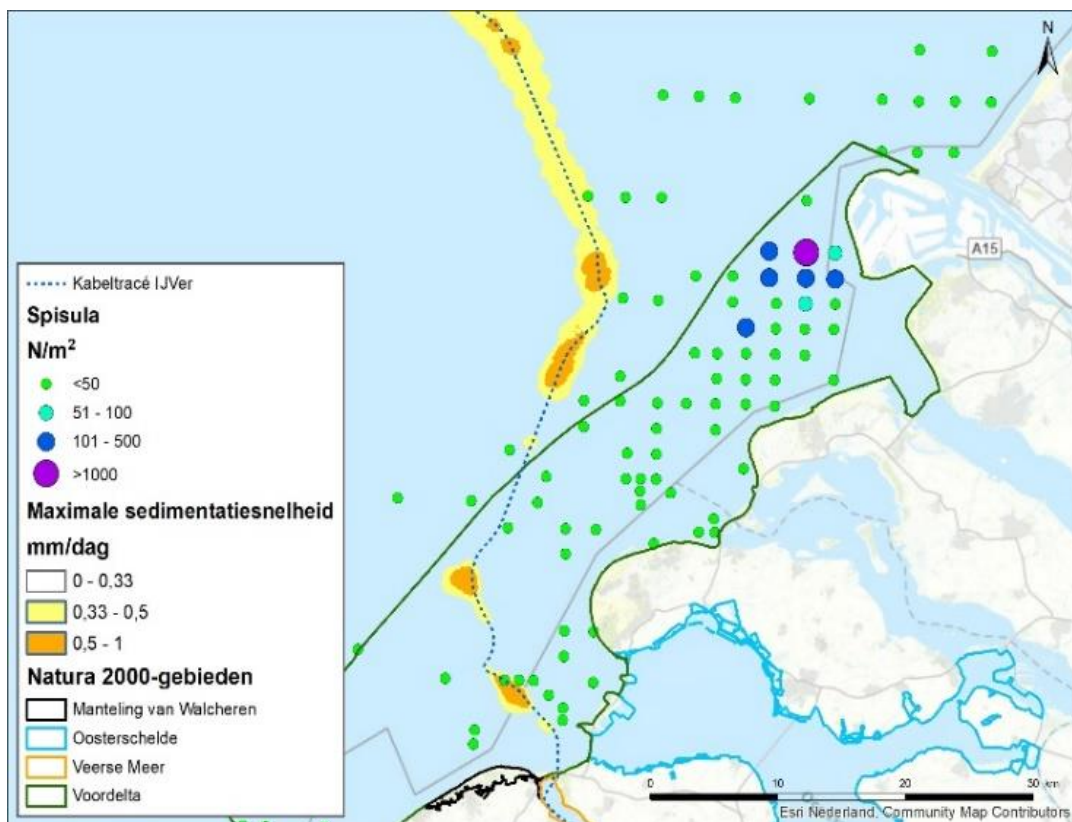 N
A15
Kabeltracé IJVer
Spisula
N/m²
<50
51 - 100
101 - 500
>1000
Maximale sedimentatiesnelheid
mm/dag
0 - 0,33
0,33 - 0,5
0,5 - 1
Natura 2000-gebieden
Manteling van Walcheren
Oosterschelde
Veerse Meer
Voordelta
0 10 20 30 km
Esri Nederland, Community Map Contributors